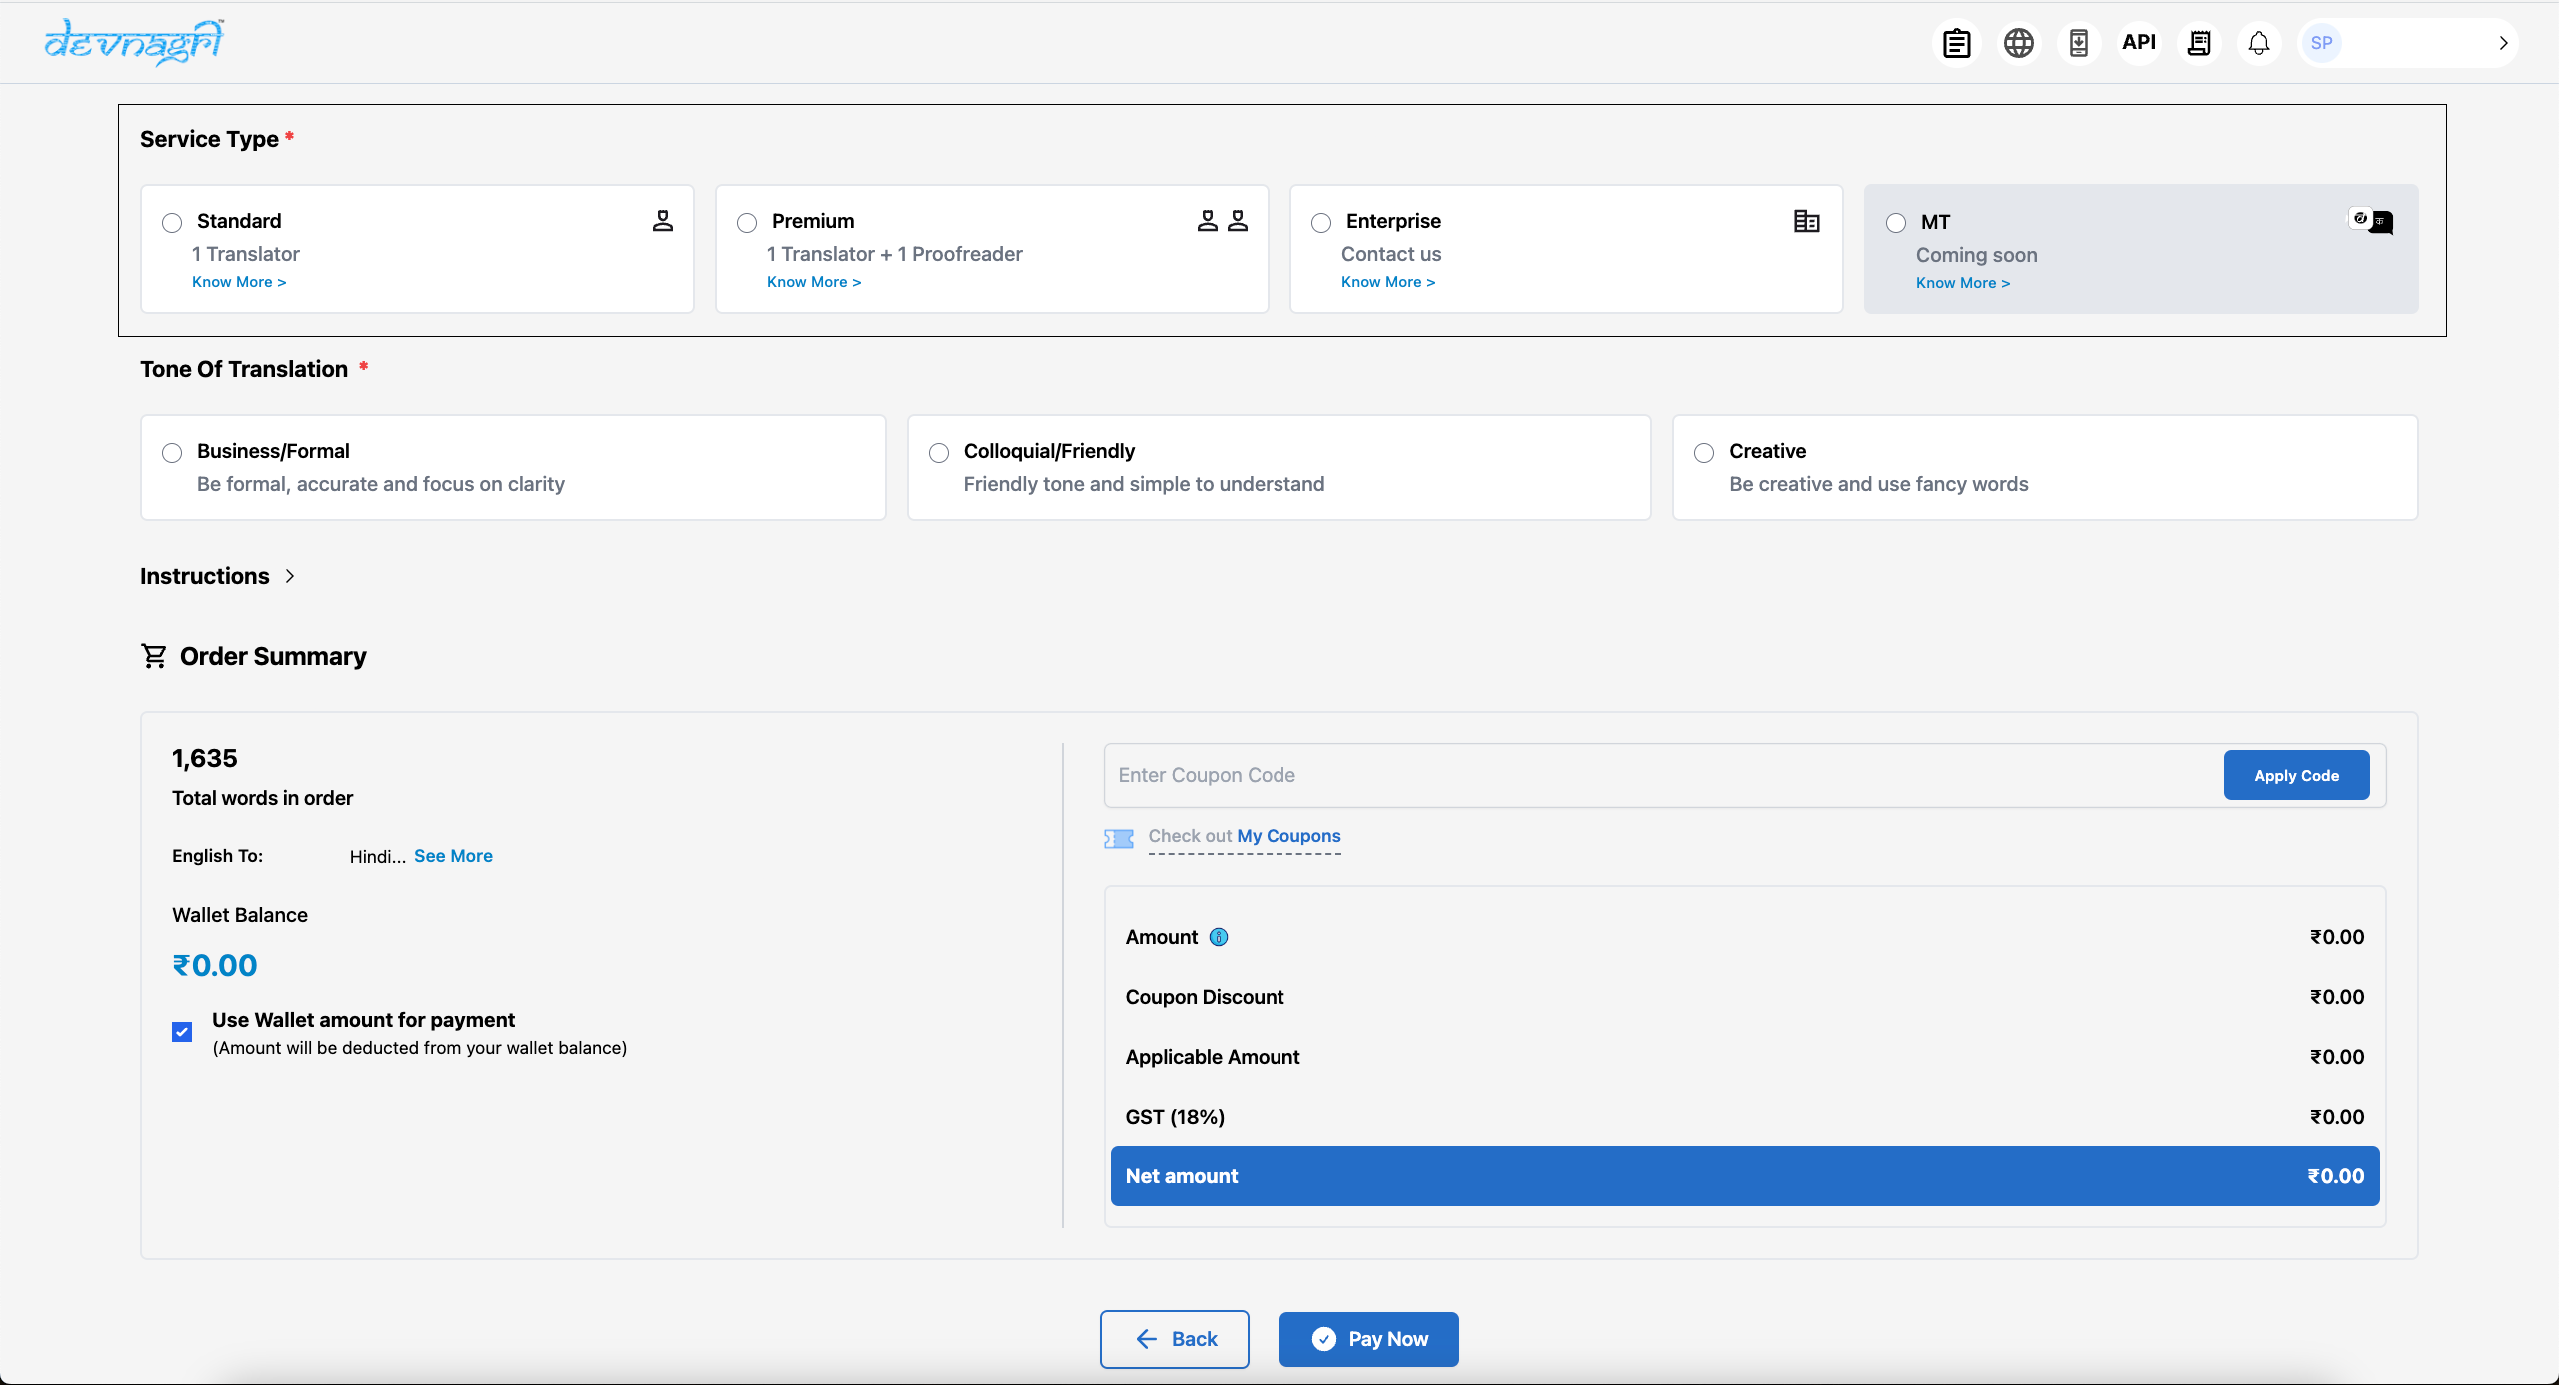 devnagri™
API
SP
Service Type *
Standard
1 Translator
Know More >
Premium
1 Translator + 1 Proofreader
Know More >
Enterprise
Contact us
Know More >
MT
Coming soon
Know More >
Tone Of Translation *
Business/Formal
Be formal, accurate and focus on clarity
Colloquial/Friendly
Friendly tone and simple to understand
Creative
Be creative and use fancy words
Instructions >
Order Summary
1,635
Total words in order
English To: Hindi... See More
Wallet Balance
₹0.00
Use Wallet amount for payment
(Amount will be deducted from your wallet balance)
Enter Coupon Code
Apply Code
Check out My Coupons
Amount ₹0.00
Coupon Discount ₹0.00
Applicable Amount ₹0.00
GST (18%) ₹0.00
Net amount ₹0.00
Back
Pay Now